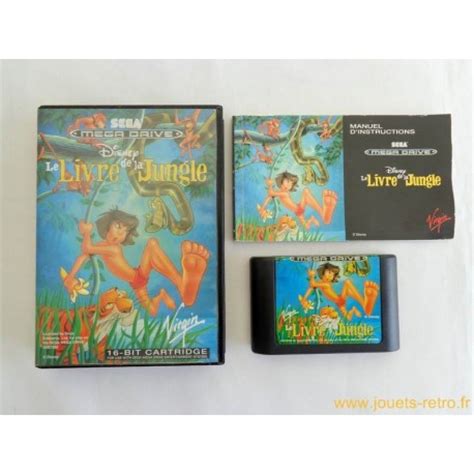 SEGA
MEGA DRIVE
Disney
Le Livre de la Jungle
Virgin
16-BIT CARTRIDGE
MANUEL
D'INSTRUCTIONS
SEGA
MEGA DRIVE
Disney
Le Livre de la Jungle
Virgin
MEGA DRIVE
Virgin
Le Livre de la Jungle
www.jouets-retro.fr